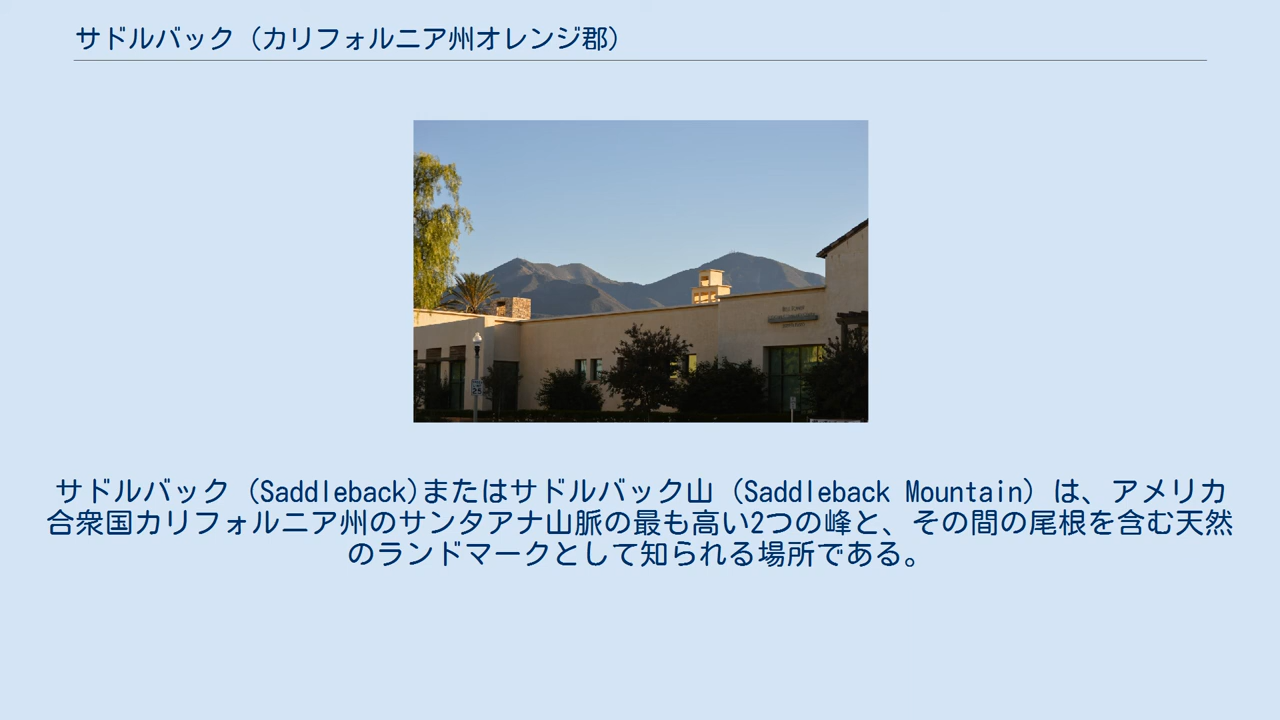 サドルバック（カリフォルニア州オレンジ郡）
サドルバック（Saddleback)またはサドルバック山（Saddleback Mountain）は、アメリカ
合衆国カリフォルニア州のサンタアナ山脈の最も高い2つの峰と、その間の尾根を含む天然
のランドマークとして知られる場所である。